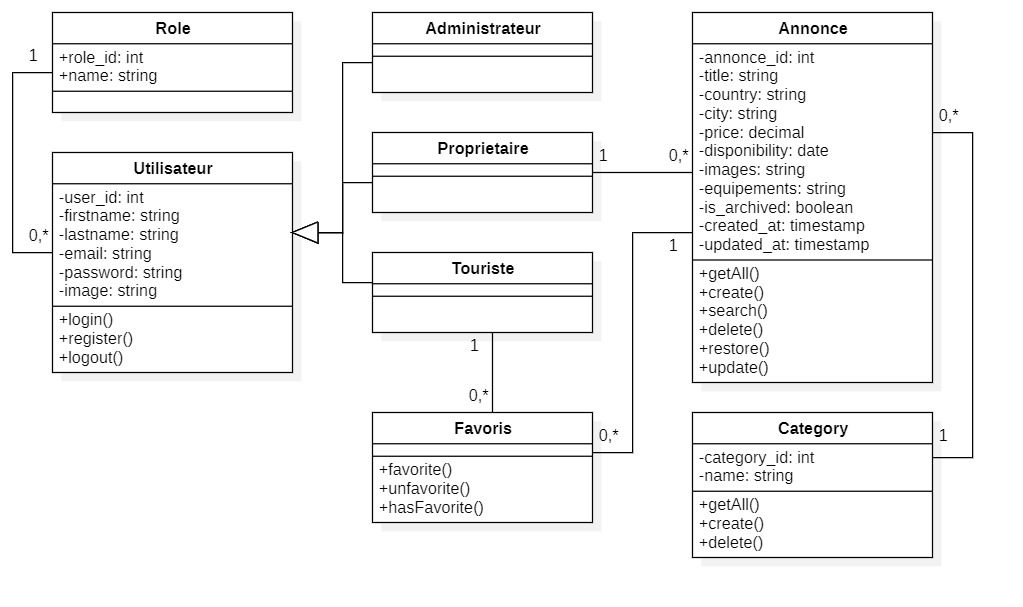 Role
+role_id: int
+name: string
1
Utilisateur
-user_id: int
-firstname: string
-lastname: string
-email: string
-password: string
-image: string
+login()
+register()
+logout()
0,*
Administrateur
Proprietaire
1
0,*
Touriste
1
0,*
Favoris
+favorite()
+unfavorite()
+hasFavorite()
0,*
1
Annonce
-annonce_id: int
-title: string
-country: string
-city: string
-price: decimal
-disponibility: date
-images: string
-equipements: string
-is_archived: boolean
-created_at: timestamp
-updated_at: timestamp
+getAll()
+create()
+search()
+delete()
+restore()
+update()
0,*
Category
-category_id: int
-name: string
+getAll()
+create()
+delete()
1